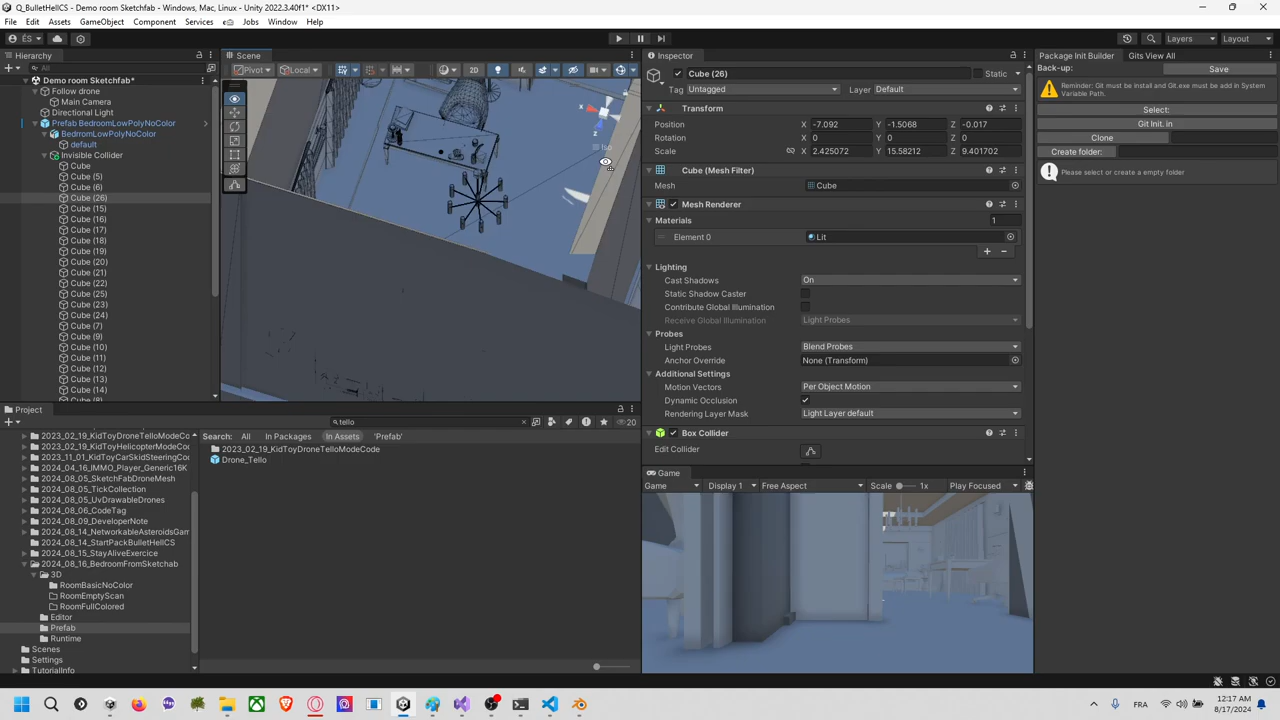 Q_BulletHellCS - Demo room Sketchfab* - Windows, Mac, Linux - Unity 2022.3.40f1* <DX11>
File Edit Assets GameObject Component Services Jobs Window Help
ÉS
Layers Layout
Hierarchy
All
Demo room Sketchfab*
Follow drone
Main Camera
Directional Light
Prefab BedroomLowPolyNoColor
BedrromLowPolyNoColor
default
Invisible Collider
Cube
Cube (5)
Cube (6)
Cube (26)
Cube (15)
Cube (16)
Cube (17)
Cube (18)
Cube (19)
Cube (20)
Cube (21)
Cube (22)
Cube (25)
Cube (23)
Cube (24)
Cube (7)
Cube (9)
Cube (10)
Cube (11)
Cube (12)
Cube (13)
Cube (14)
Cube (8)
Scene
Pivot Local
2D
x
z
Iso
Inspector
Cube (26)
Static
Tag Untagged Layer Default
Transform
Position X -7.092 Y -1.5068 Z -0.017
Rotation X 0 Y 0 Z 0
Scale X 2.425072 Y 15.58212 Z 9.401702
Cube (Mesh Filter)
Mesh Cube
Mesh Renderer
Materials 1
Element 0 Lit
Lighting
Cast Shadows On
Static Shadow Caster
Contribute Global Illumination
Receive Global Illumination Light Probes
Probes
Light Probes Blend Probes
Anchor Override None (Transform)
Additional Settings
Motion Vectors Per Object Motion
Dynamic Occlusion
Rendering Layer Mask Light Layer default
Box Collider
Edit Collider
Game
Game Display 1 Free Aspect Scale 1x Play Focused
Package Init Builder Gits View All
Back-up: Save
Reminder: Git must be install and Git.exe must be add in System Variable Path.
Select:
Git Init. in
Clone
Create folder:
Please select or create a empty folder
Project
tello
20
2023_02_19_KidToyDroneTelloModeCo
2023_02_19_KidToyHelicopterModeCo
2023_11_01_KidToyCarSkidSteeringCo
2024_04_16_IMMO_Player_Generic16K
2024_08_05_SketchFabDroneMesh
2024_08_05_TickCollection
2024_08_05_UvDrawableDrones
2024_08_06_CodeTag
2024_08_09_DeveloperNote
2024_08_14_NetworkableAsteroidsGam
2024_08_14_StartPackBulletHellCS
2024_08_15_StayAliveExercice
2024_08_16_BedroomFromSketchab
3D
RoomBasicNoColor
RoomEmptyScan
RoomFullColored
Editor
Prefab
Runtime
Scenes
Settings
TutorialInfo
Search: All In Packages In Assets 'Prefab'
2023_02_19_KidToyDroneTelloModeCode
Drone_Tello
FRA
12:17 AM
8/17/2024